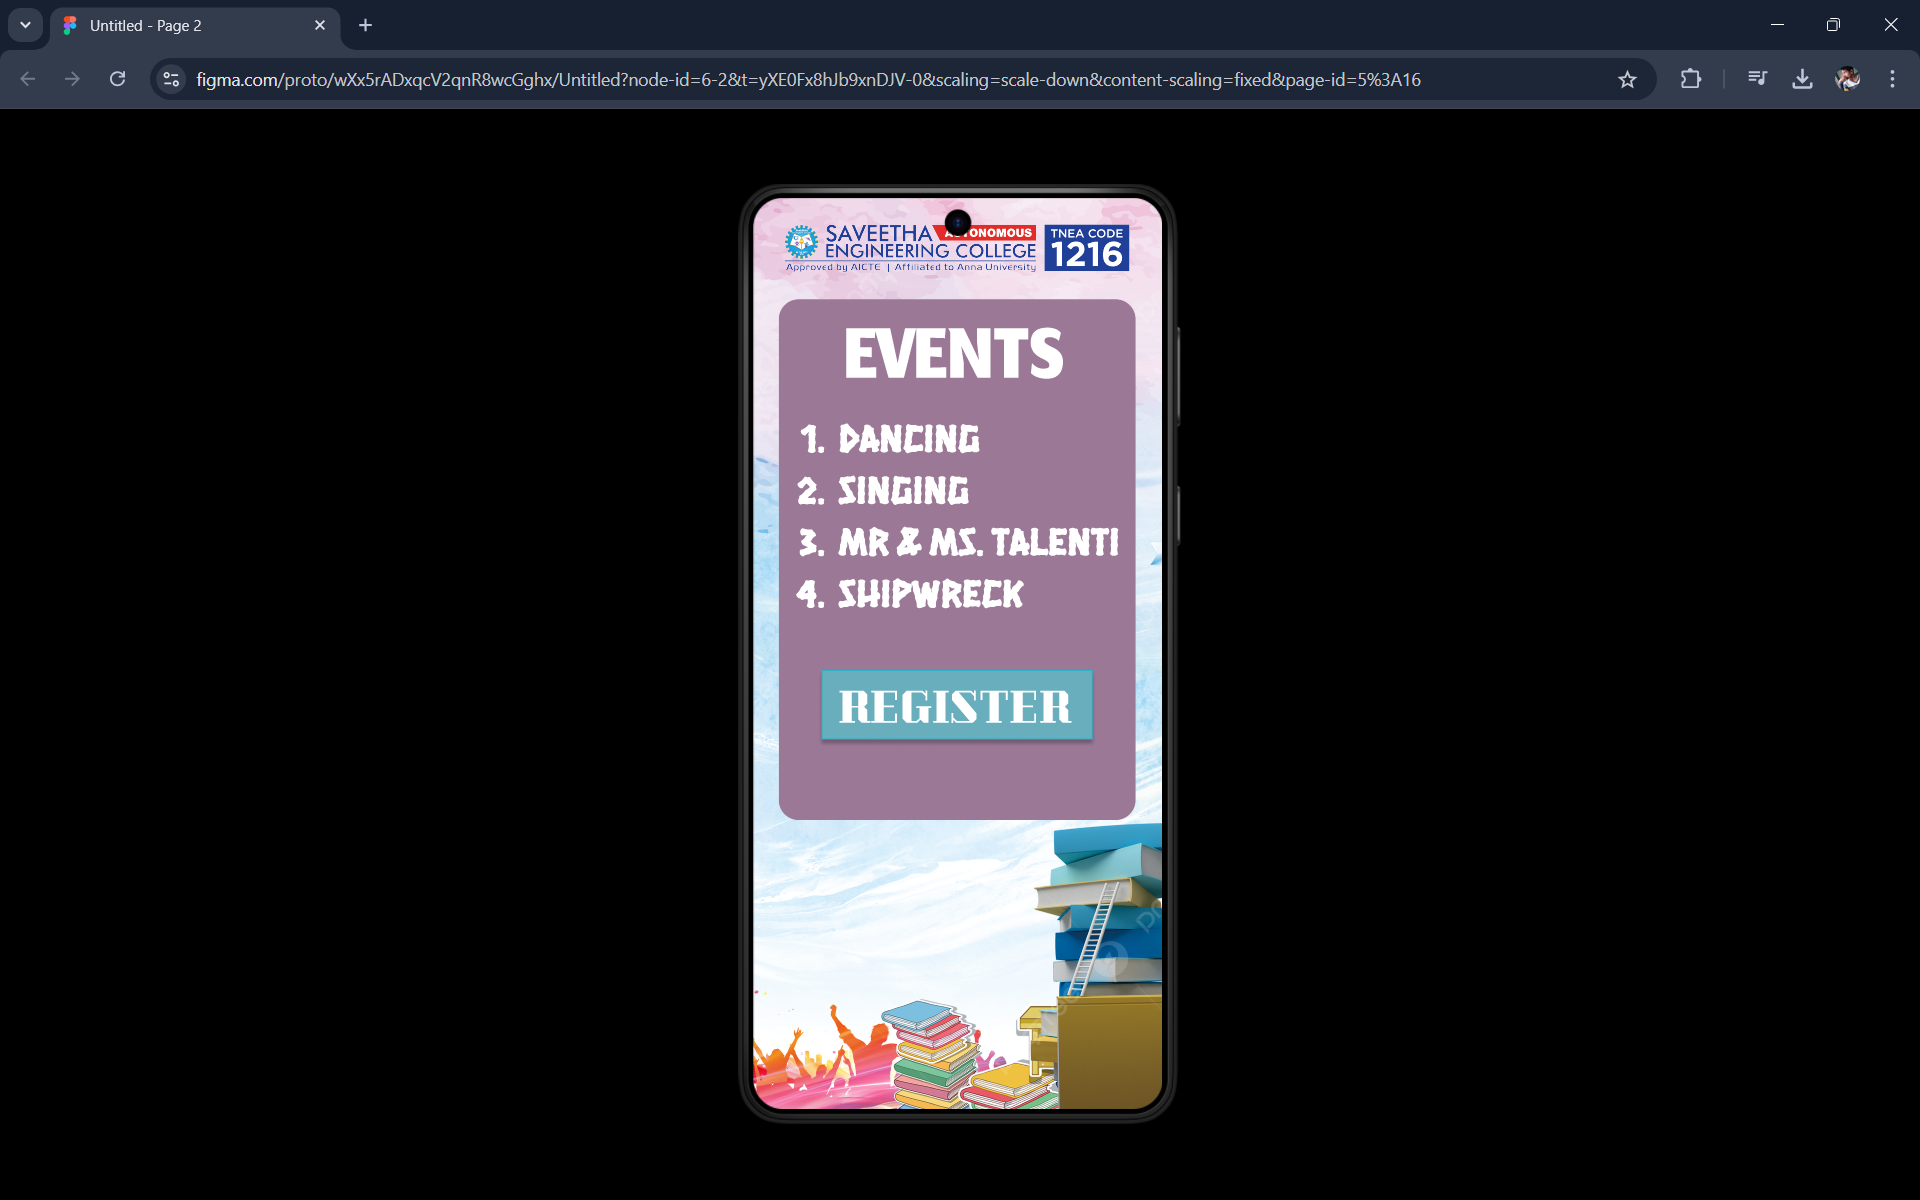 Untitled - Page 2
figma.com/proto/wXx5rADxqcV2qnR8wcGghx/Untitled?node-id=6-2&t=yXE0Fx8hJb9xnDJV-0&scaling=scale-down&content-scaling=fixed&page-id=5%3A16
SAVEETHA
ENGINEERING COLLEGE
Approved by AICTE | Affiliated to Anna University
TNEA CODE
1216
EVENTS
1. DANCING
2. SINGING
3. MR & MS. TALENTI
4. SHIPWRECK
REGISTER